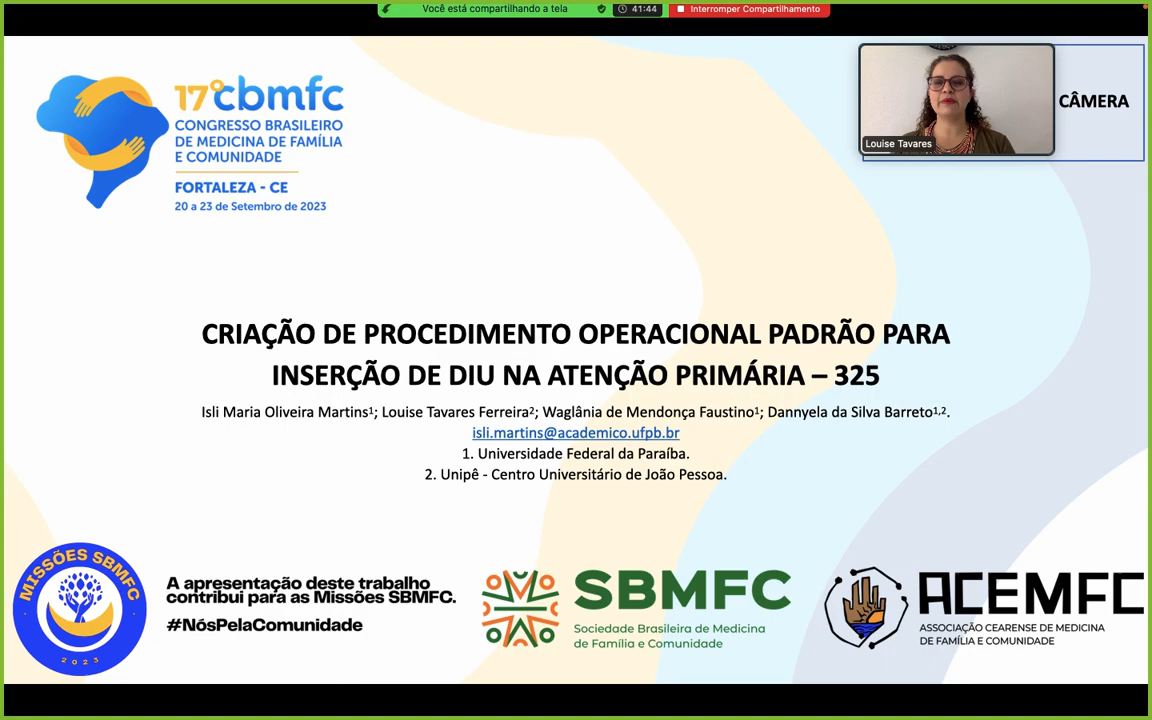 Você está compartilhando a tela
41:44
Interromper Compartilhamento
17º cbmfc
CONGRESSO BRASILEIRO
DE MEDICINA DE FAMÍLIA
E COMUNIDADE
FORTALEZA - CE
20 a 23 de Setembro de 2023
CÂMERA
Louise Tavares
CRIAÇÃO DE PROCEDIMENTO OPERACIONAL PADRÃO PARA
INSERÇÃO DE DIU NA ATENÇÃO PRIMÁRIA – 325
Isli Maria Oliveira Martins1; Louise Tavares Ferreira2; Waglânia de Mendonça Faustino1; Dannyela da Silva Barreto1,2.
isli.martins@academico.ufpb.br
1. Universidade Federal da Paraíba.
2. Unipê - Centro Universitário de João Pessoa.
MISSÕES SBMFC
2023
A apresentação deste trabalho
contribui para as Missões SBMFC.
#NósPelaComunidade
SBMFC
Sociedade Brasileira de Medicina
de Família e Comunidade
ACEMFC
ASSOCIAÇÃO CEARENSE DE MEDICINA
DE FAMÍLIA E COMUNIDADE